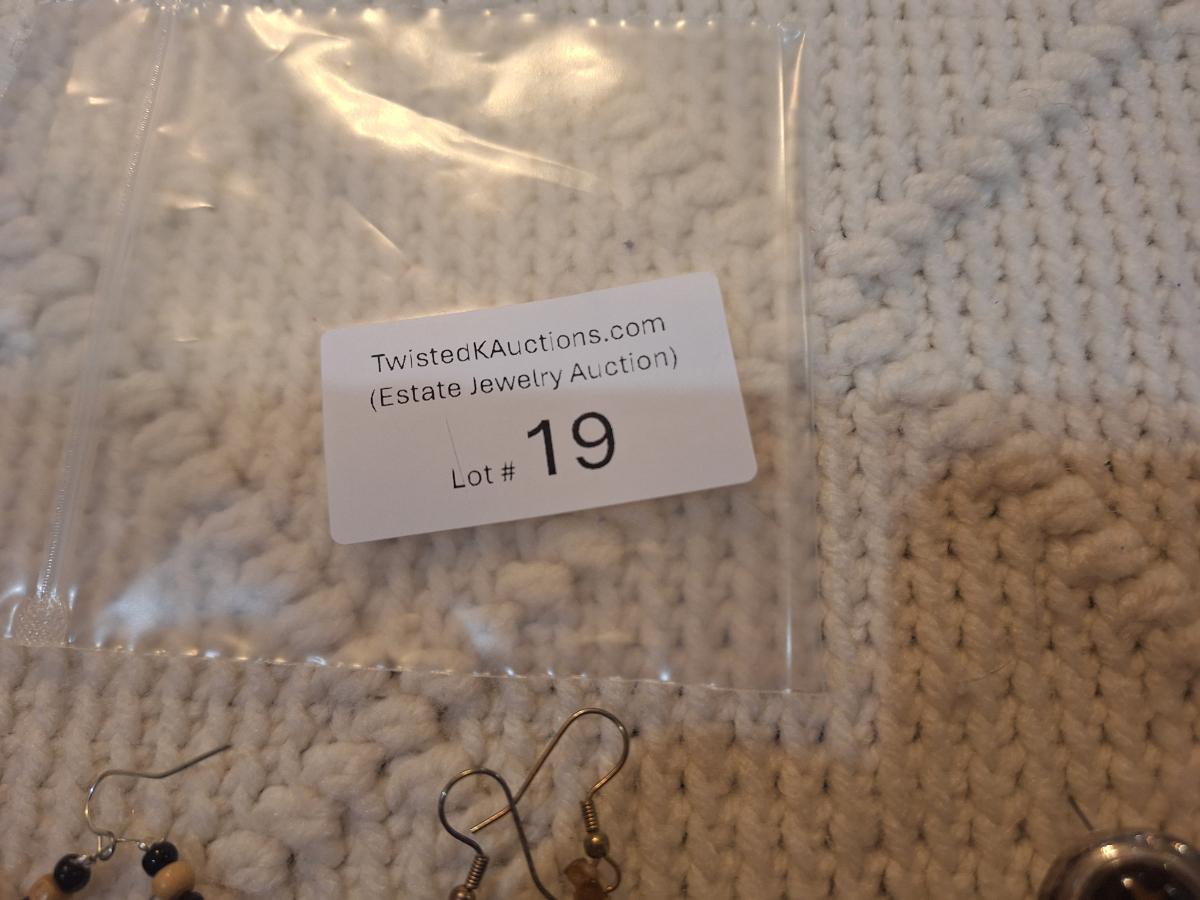 TwistedKAuctions.com
(Estate Jewelry Auction)
Lot # 19